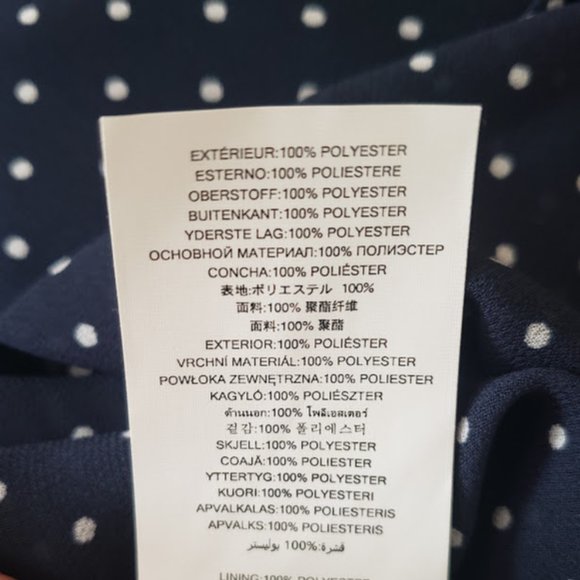 EXTÉRIEUR:100% POLYESTER
ESTERNO:100% POLIESTERE
OBERSTOFF:100% POLYESTER
BUITENKANT:100% POLYESTER
YDERSTE LAG:100% POLYESTER
ОСНОВНОЙ МАТЕРИАЛ:100% ПОЛИЭСТЕР
CONCHA:100% POLIÉSTER
表地:ポリエステル 100%
面料:100% 聚酯纤维
面料:100% 聚酯
EXTERIOR:100% POLIÉSTER
VRCHNÍ MATERIÁL:100% POLYESTER
POWŁOKA ZEWNĘTRZNA:100% POLYESTER
KAGYLÓ:100% POLIÉSZTER
ด้านนอก:100% โพลีเอสเตอร์
겉감:100% 폴리에스터
SKJELL:100% POLYESTER
COAJĂ:100% POLIESTER
YTTERTYG:100% POLYESTER
KUORI:100% POLYESTERI
APVALKALAS:100% POLIESTERIS
APVALKS:100% POLIESTERIS
قشرة:%100 بوليستر
LINING:100% POLYESTER